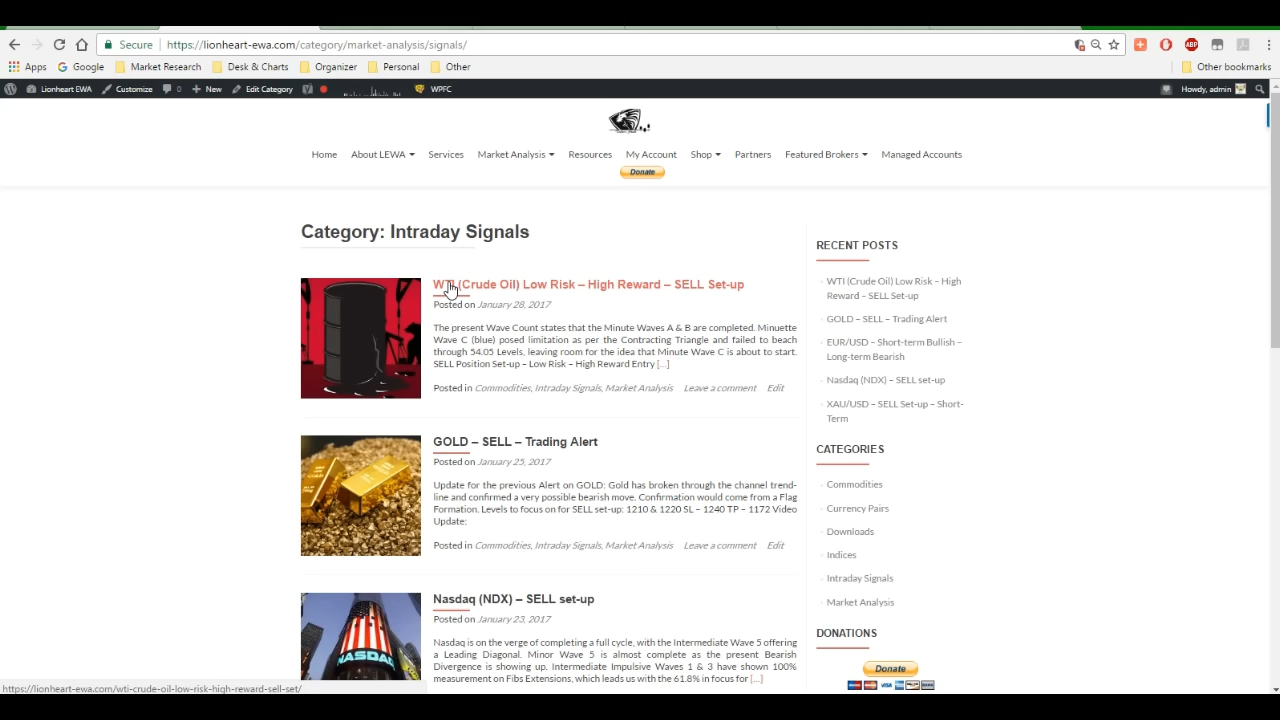 Secure https://lionheart-ewa.com/category/market-analysis/signals/
Apps Google Market Research Desk & Charts Organizer Personal Other Other bookmarks
Lionheart EWA Customize 0 New Edit Category WPFC Howdy, admin
Home About LEWA Services Market Analysis Resources My Account Shop Partners Featured Brokers Managed Accounts
Donate
Category: Intraday Signals
WTI (Crude Oil) Low Risk – High Reward – SELL Set-up
Posted on January 28, 2017
The present Wave Count states that the Minute Waves A & B are completed. Minuette
Wave C (blue) posed limitation as per the Contracting Triangle and failed to beach
through 54.05 Levels, leaving room for the idea that Minute Wave C is about to start.
SELL Position Set-up – Low Risk – High Reward Entry [...]
Posted in Commodities, Intraday Signals, Market Analysis Leave a comment Edit
GOLD – SELL – Trading Alert
Posted on January 25, 2017
Update for the previous Alert on GOLD: Gold has broken through the channel trend-
line and confirmed a very possible bearish move. Confirmation would come from a Flag
Formation. Levels to focus on for SELL set-up: 1210 & 1220 SL – 1240 TP – 1172 Video
Update:
Posted in Commodities, Intraday Signals, Market Analysis Leave a comment Edit
NASDAQ
Nasdaq (NDX) – SELL set-up
Posted on January 23, 2017
Nasdaq is on the verge of completing a full cycle, with the Intermediate Wave 5 offering
a Leading Diagonal. Minor Wave 5 is almost complete as the present Bearish
Divergence is showing up. Intermediate Impulsive Waves 1 & 3 have shown 100%
measurement on Fibs Extensions, which leads us with the 61.8% in focus for [...]
RECENT POSTS
WTI (Crude Oil) Low Risk – High
Reward – SELL Set-up
GOLD – SELL – Trading Alert
EUR/USD – Short-term Bullish –
Long-term Bearish
Nasdaq (NDX) – SELL set-up
XAU/USD – SELL Set-up – Short-
Term
CATEGORIES
Commodities
Currency Pairs
Downloads
Indices
Intraday Signals
Market Analysis
DONATIONS
Donate
https://lionheart-ewa.com/wti-crude-oil-low-risk-high-reward-sell-set/